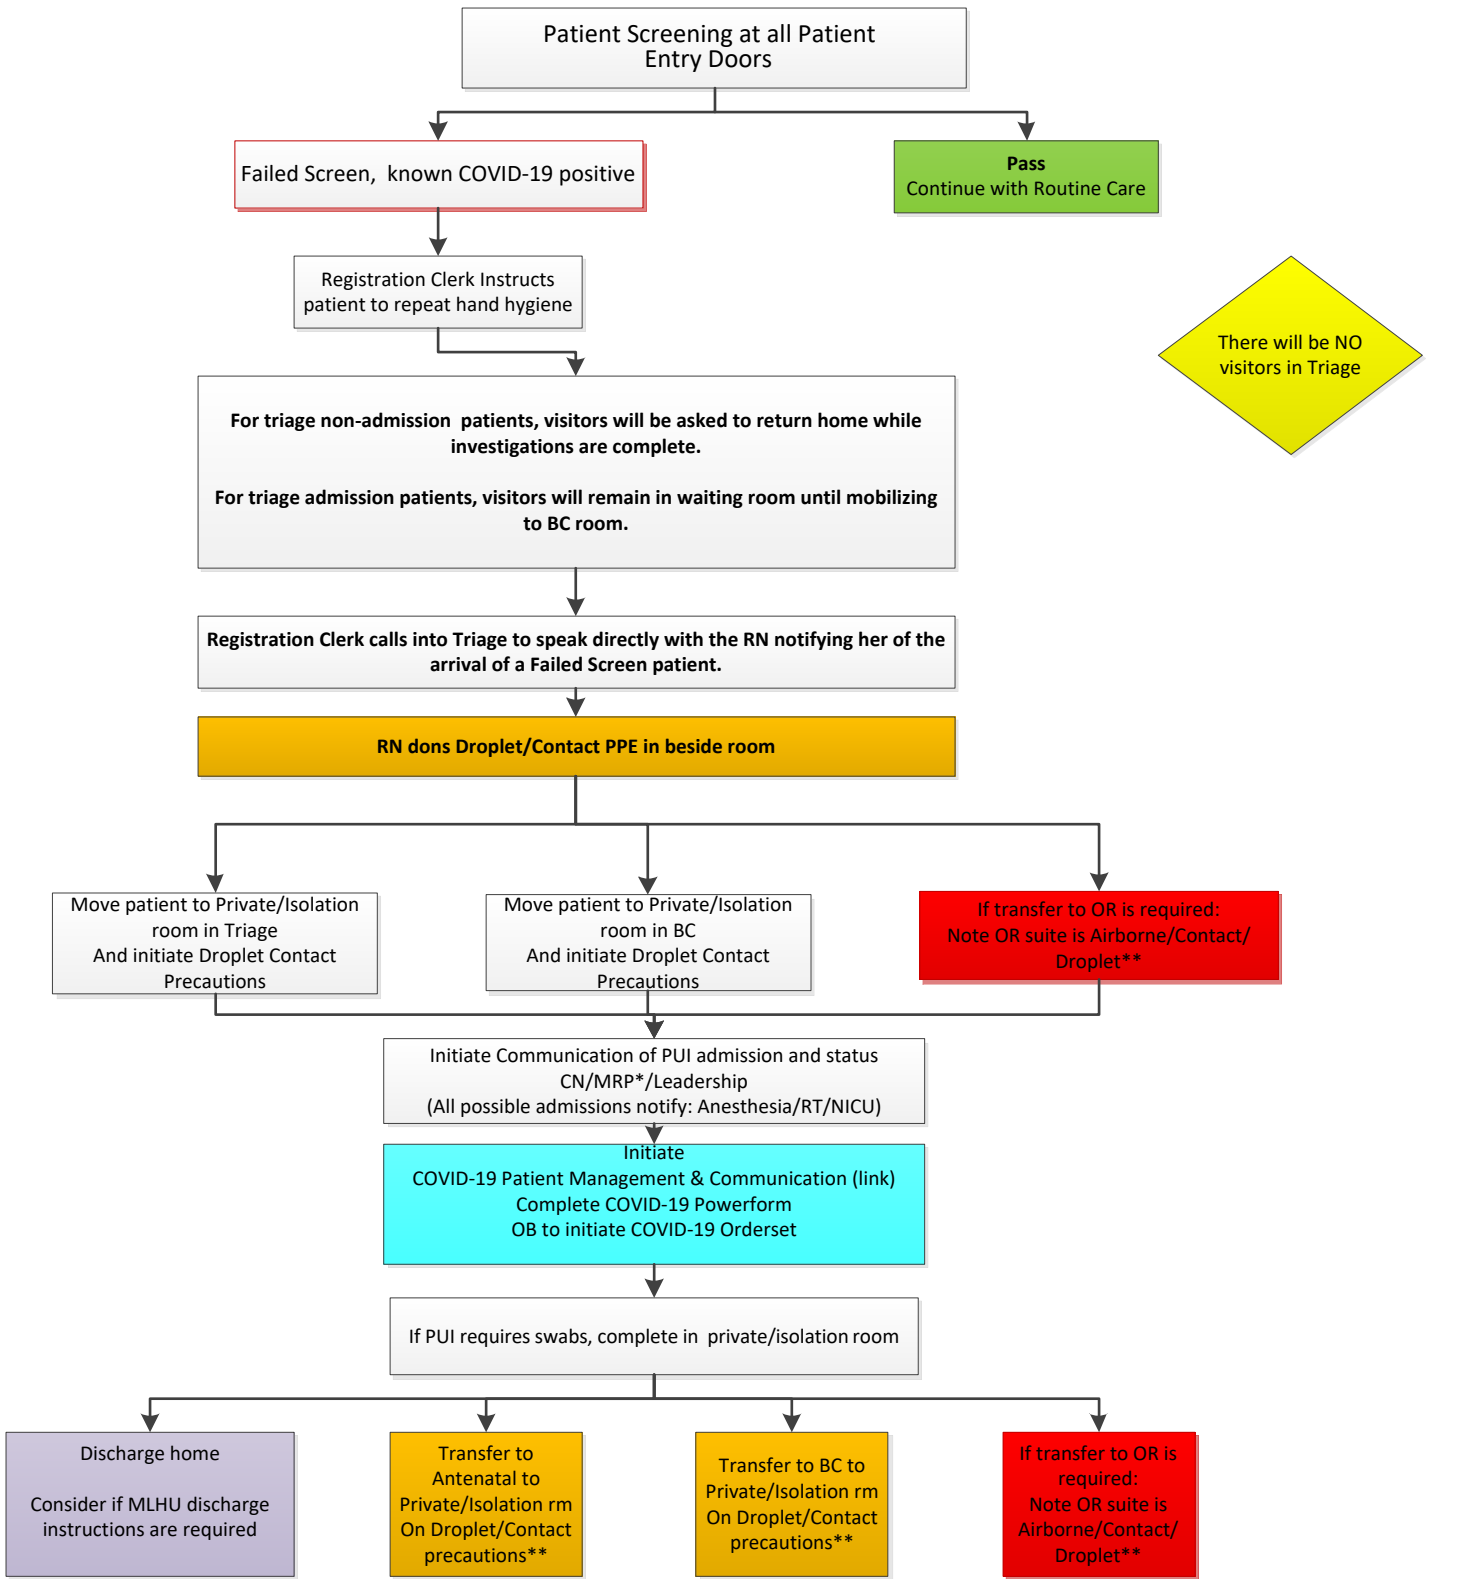 Patient Screening at all Patient
Entry Doors
Failed Screen,  known COVID-19 positive
Pass
Continue with Routine Care
Registration Clerk Instructs
patient to repeat hand hygiene
There will be NO
visitors in Triage
For triage non-admission  patients, visitors will be asked to return home while
investigations are complete.
For triage admission patients, visitors will remain in waiting room until mobilizing
to BC room.
Registration Clerk calls into Triage to speak directly with the RN notifying her of the
arrival of a Failed Screen patient.
RN dons Droplet/Contact PPE in beside room
Move patient to Private/Isolation
room in Triage
And initiate Droplet Contact
Precautions
Move patient to Private/Isolation
room in BC
And initiate Droplet Contact
Precautions
If transfer to OR is required:
Note OR suite is Airborne/Contact/
Droplet**
Initiate Communication of PUI admission and status
CN/MRP*/Leadership
(All possible admissions notify: Anesthesia/RT/NICU)
Initiate
COVID-19 Patient Management & Communication (link)
Complete COVID-19 Powerform
OB to initiate COVID-19 Orderset
If PUI requires swabs, complete in  private/isolation room
Discharge home
Consider if MLHU discharge
instructions are required
Transfer to
Antenatal to
Private/Isolation rm
On Droplet/Contact
precautions**
Transfer to BC to
Private/Isolation rm
On Droplet/Contact
precautions**
If transfer to OR is
required:
Note OR suite is
Airborne/Contact/
Droplet**